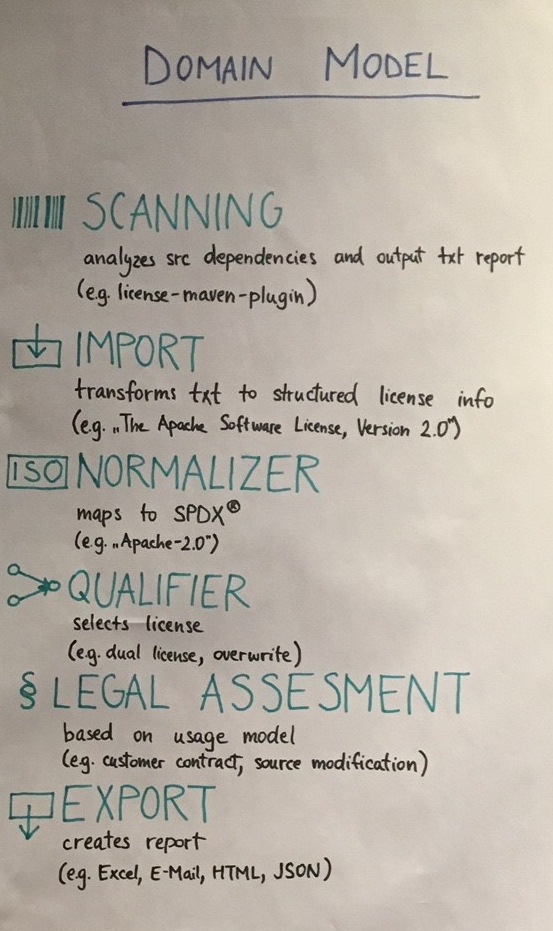 DOMAIN MODEL
SCANNING
analyzes src dependencies and output txt report
(e.g. license-maven-plugin)
IMPORT
transforms txt to structured license info
(e.g. „The Apache Software License, Version 2.0")
ISO NORMALIZER
maps to SPDX®
(e.g. „Apache-2.0")
QUALIFIER
selects license
(e.g. dual license, overwrite)
§ LEGAL ASSESMENT
based on usage model
(e.g. customer contract, source modification)
EXPORT
creates report
(e.g. Excel, E-Mail, HTML, JSON)